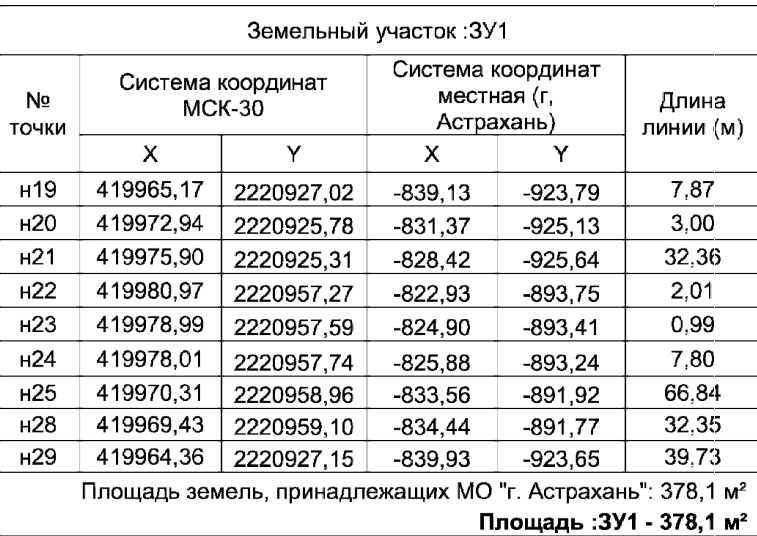 Земельный участок :ЗУ1
№ точки | Система координат МСК-30 | Система координат местная (г, Астрахань) | Длина линии (м)
X | Y | X | Y
н19 | 419965,17 | 2220927,02 | -839,13 | -923,79 | 7,87
н20 | 419972,94 | 2220925,78 | -831,37 | -925,13 | 3,00
н21 | 419975,90 | 2220925,31 | -828,42 | -925,64 | 32,36
н22 | 419980,97 | 2220957,27 | -822,93 | -893,75 | 2,01
н23 | 419978,99 | 2220957,59 | -824,90 | -893,41 | 0,99
н24 | 419978,01 | 2220957,74 | -825,88 | -893,24 | 7,80
н25 | 419970,31 | 2220958,96 | -833,56 | -891,92 | 66,84
н28 | 419969,43 | 2220959,10 | -834,44 | -891,77 | 32,35
н29 | 419964,36 | 2220927,15 | -839,93 | -923,65 | 39,73
Площадь земель, принадлежащих МО "г. Астрахань": 378,1 м²
Площадь :ЗУ1 - 378,1 м²